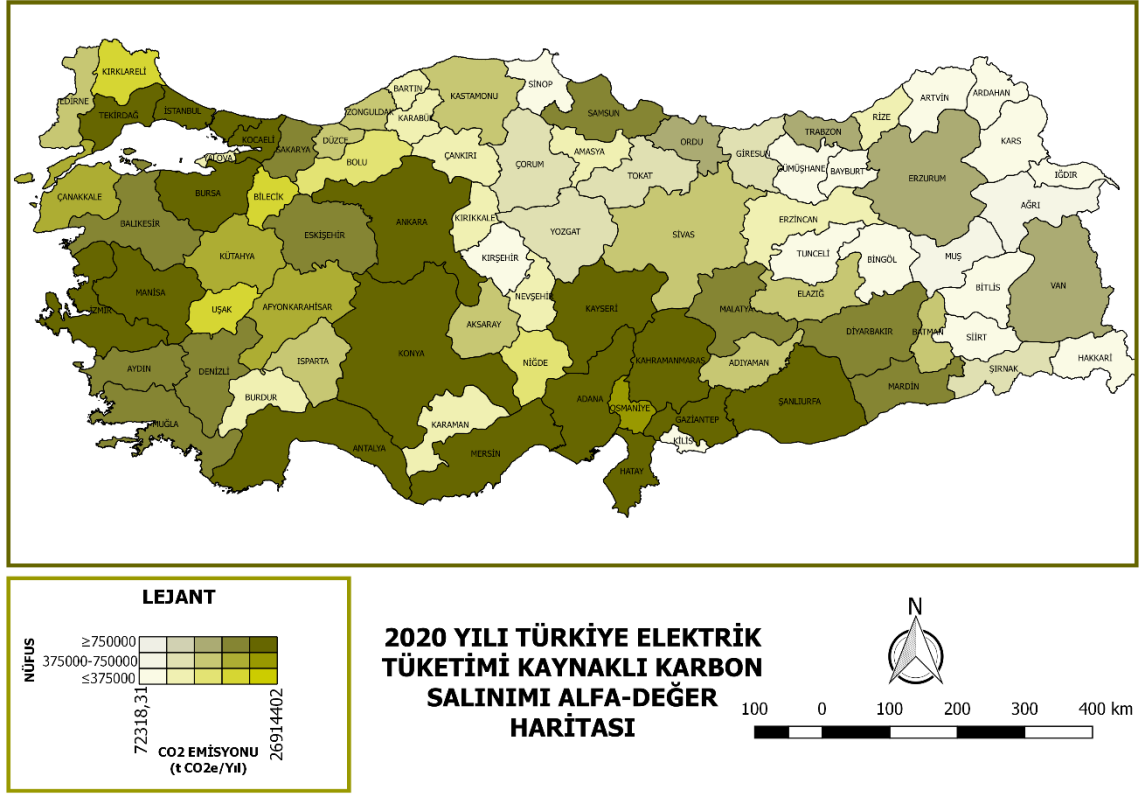 KIRKLARELİ
EDİRNE
TEKİRDAĞ
İSTANBUL
KOCAELİ
SAKARYA
YALOVA
DÜZCE
ZONGULDAK
BARTIN
KARABÜK
KASTAMONU
SİNOP
SAMSUN
ORDU
GİRESUN
TRABZON
RİZE
ARTVİN
ARDAHAN
KARS
IĞDIR
AĞRI
ERZURUM
BAYBURT
GÜMÜŞHANE
BOLU
ÇANKIRI
ÇORUM
AMASYA
TOKAT
ÇANAKKALE
BALIKESİR
BURSA
BİLECİK
ESKİŞEHİR
ANKARA
KIRIKKALE
KIRŞEHİR
YOZGAT
SİVAS
ERZİNCAN
TUNCELİ
BİNGÖL
MUŞ
BİTLİS
VAN
KÜTAHYA
MANİSA
İZMİR
UŞAK
AFYONKARAHİSAR
AKSARAY
NEVŞEHİR
KAYSERİ
MALATYA
ELAZIĞ
DİYARBAKIR
BATMAN
SİİRT
HAKKARİ
ŞIRNAK
AYDIN
DENİZLİ
ISPARTA
BURDUR
KONYA
NİĞDE
KAHRAMANMARAŞ
ADIYAMAN
MARDİN
ŞANLIURFA
MUĞLA
ANTALYA
KARAMAN
MERSİN
ADANA
OSMANİYE
GAZİANTEP
KİLİS
HATAY
LEJANT
NÜFUS
≥750000
375000-750000
≤375000
72318,31
26914402
CO2 EMİSYONU
(t CO2e/Yıl)
2020 YILI TÜRKİYE ELEKTRİK
TÜKETİMİ KAYNAKLI KARBON
SALINIMI ALFA-DEĞER
HARİTASI
N
100 0 100 200 300 400 km